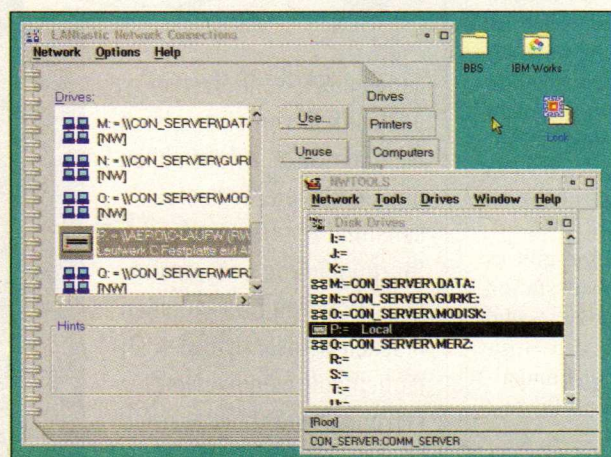 LANtastic Network Connections
Network Options Help
Drives:
M: = \\CON_SERVER\DATA
[NW]
N: = \\CON_SERVER\GURK
[NW]
O: = \\CON_SERVER\MOD
[NW]
P: = \\AERO\C-LAUFW (RW
Laufwerk C Festplatte auf A
Q: = \\CON_SERVER\MER
[NW]
Use...
Unuse
Drives
Printers
Computers
Hints
BBS
IBM Works
Look
NWTOOLS
Network Tools Drives Window Help
Disk Drives
I:=
J:=
K:=
M:=CON_SERVER\DATA:
N:=CON_SERVER\GURKE:
O:=CON_SERVER\MODISK:
P:= Local
Q:=CON_SERVER\MERZ:
R:=
S:=
T:=
[Root]
CON_SERVER:COMM_SERVER